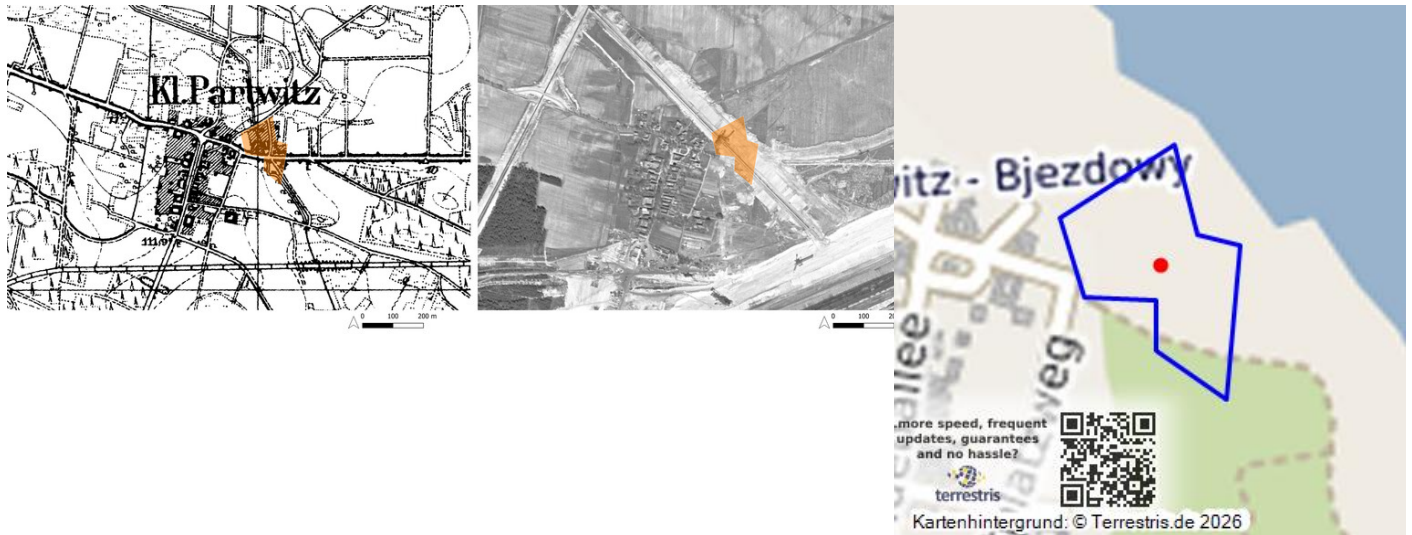 Kl.Partwitz
111,9
0 100 200 m
0 100 200
witz - Bjezdowy
allee
weg
.more speed, frequent
updates, guarantees
and no hassle?
terrestris
Kartenhintergrund: © Terrestris.de 2026